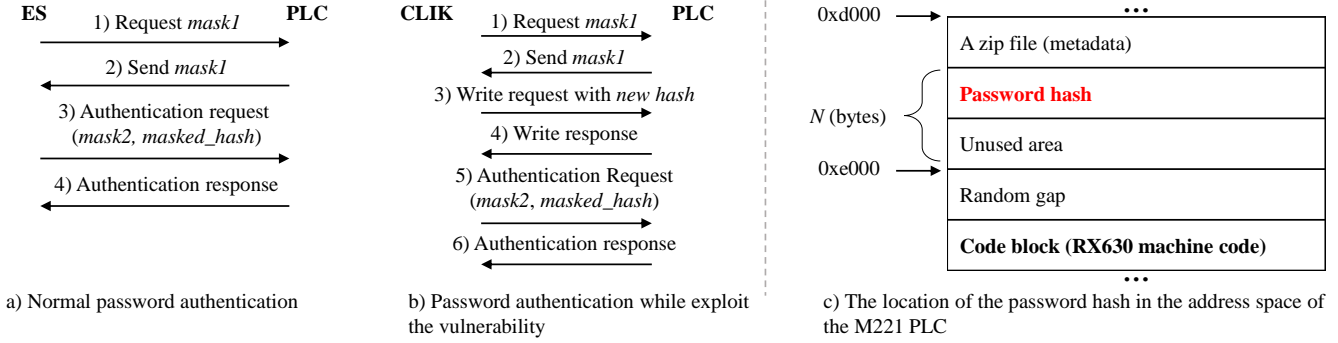 ES
PLC
1) Request mask1
2) Send mask1
3) Authentication request
(mask2, masked_hash)
4) Authentication response
a) Normal password authentication
CLIK
PLC
1) Request mask1
2) Send mask1
3) Write request with new hash
4) Write response
5) Authentication Request
(mask2, masked_hash)
6) Authentication response
b) Password authentication while exploit
the vulnerability
0xd000
...
A zip file (metadata)
Password hash
N (bytes)
Unused area
0xe000
Random gap
Code block (RX630 machine code)
...
c) The location of the password hash in the address space of
the M221 PLC